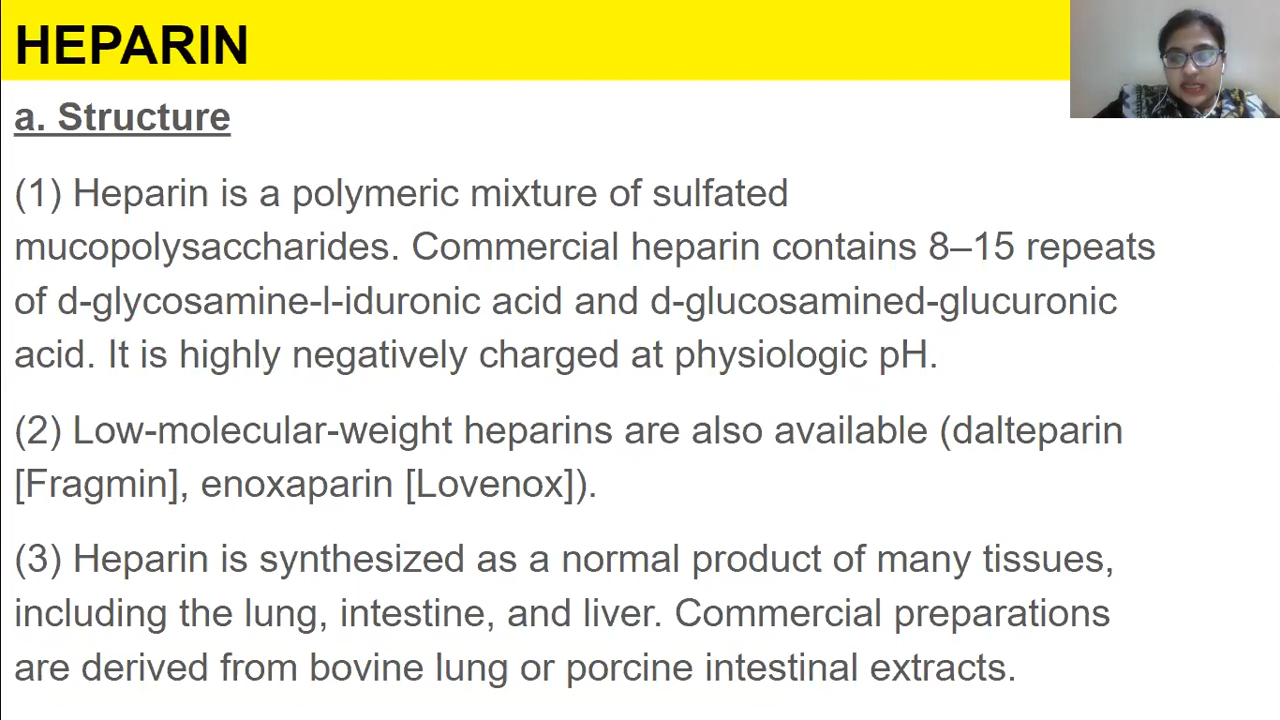 HEPARIN
a. Structure
(1) Heparin is a polymeric mixture of sulfated
mucopolysaccharides. Commercial heparin contains 8–15 repeats
of d-glycosamine-l-iduronic acid and d-glucosamined-glucuronic
acid. It is highly negatively charged at physiologic pH.
(2) Low-molecular-weight heparins are also available (dalteparin
[Fragmin], enoxaparin [Lovenox]).
(3) Heparin is synthesized as a normal product of many tissues,
including the lung, intestine, and liver. Commercial preparations
are derived from bovine lung or porcine intestinal extracts.